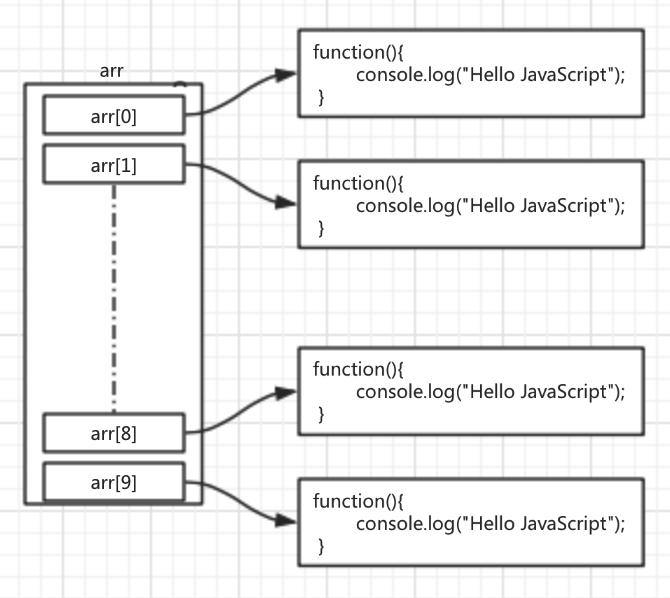 arr
arr[0]
function(){
console.log("Hello JavaScript");
}
arr[1]
function(){
console.log("Hello JavaScript");
}
arr[8]
function(){
console.log("Hello JavaScript");
}
arr[9]
function(){
console.log("Hello JavaScript");
}